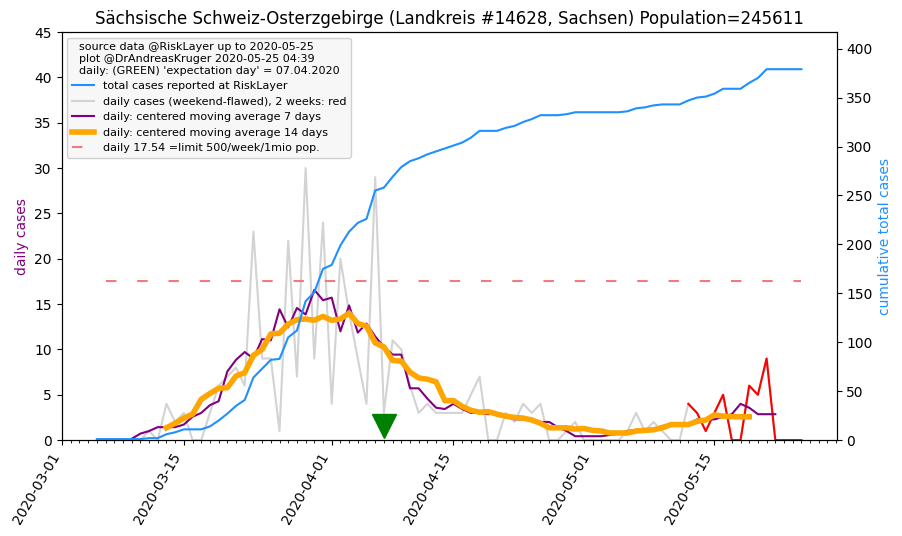 Sächsische Schweiz-Osterzgebirge (Landkreis #14628, Sachsen) Population=245611
source data @RiskLayer up to 2020-05-25
plot @DrAndreasKruger 2020-05-25 04:39
daily: (GREEN) 'expectation day' = 07.04.2020
total cases reported at RiskLayer
daily cases (weekend-flawed), 2 weeks: red
daily: centered moving average 7 days
daily: centered moving average 14 days
daily 17.54 =limit 500/week/1mio pop.
daily cases
45
40
35
30
25
20
15
10
5
0
cumulative total cases
400
350
300
250
200
150
100
50
0
2020-03-01
2020-03-15
2020-04-01
2020-04-15
2020-05-01
2020-05-15